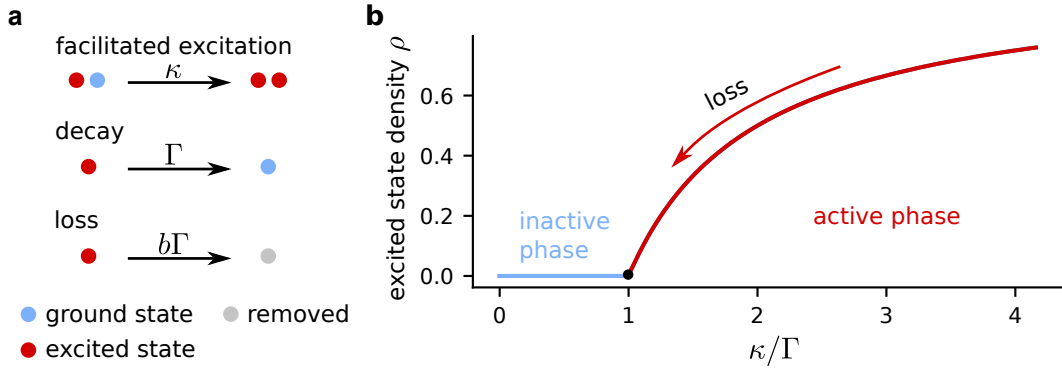 a
facilitated excitation
κ
decay
Γ
loss
bΓ
ground state
removed
excited state
b
excited state density ρ
0.6
0.4
0.2
0.0
loss
inactive
phase
active phase
0
1
2
3
4
κ/Γ